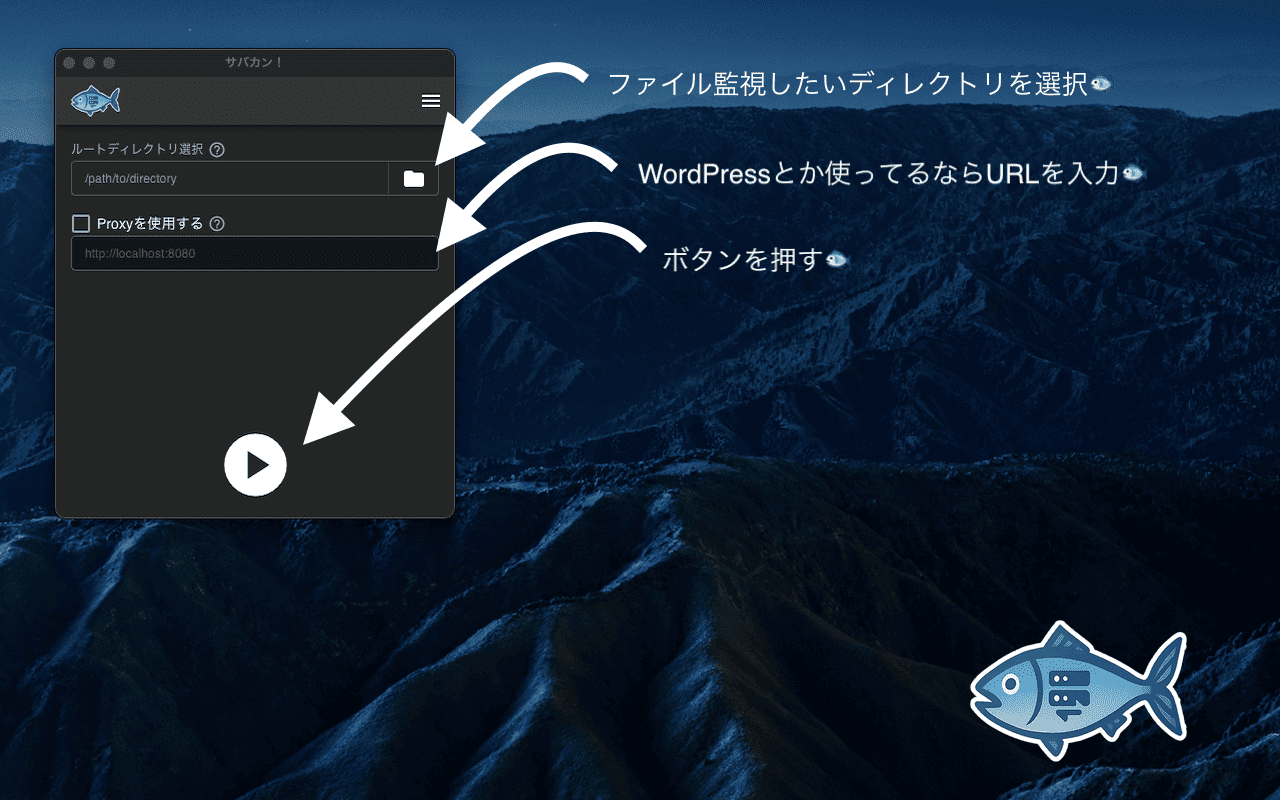 サバカン！
ルートディレクトリ選択
/path/to/directory
Proxyを使用する
http://localhost:8080
ファイル監視したいディレクトリを選択
WordPressとか使ってるならURLを入力
ボタンを押す